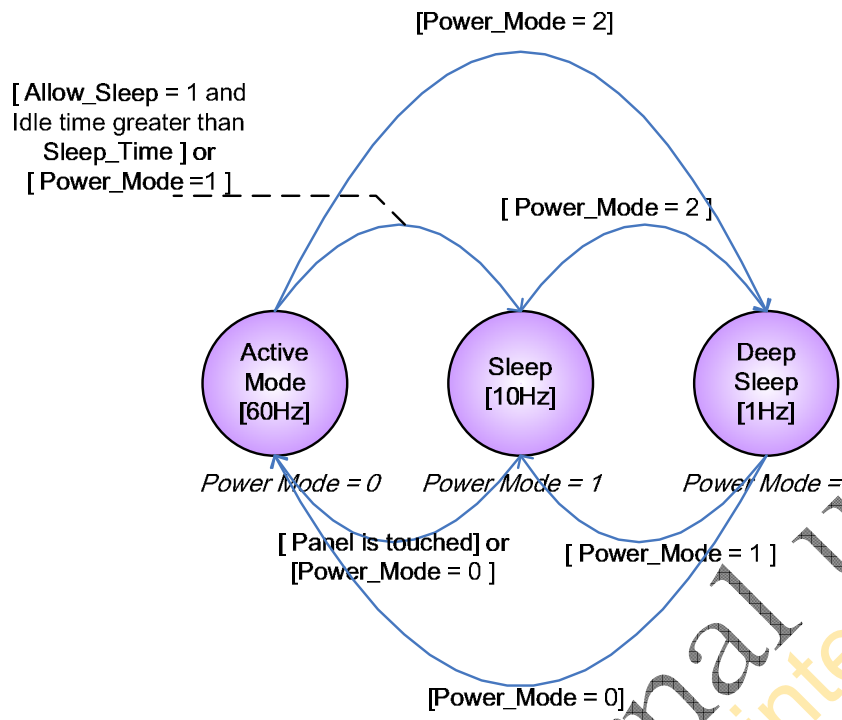 [Power_Mode = 2]
[ Allow_Sleep = 1 and
Idle time greater than
Sleep_Time ] or
[ Power_Mode =1 ]
[ Power_Mode = 2 ]
Active
Mode
[60Hz]
Sleep
[10Hz]
Deep
Sleep
[1Hz]
Power Mode = 0
Power Mode = 1
Power Mode =
[ Panel is touched] or
[Power_Mode = 0 ]
[ Power_Mode = 1 ]
[Power_Mode = 0]